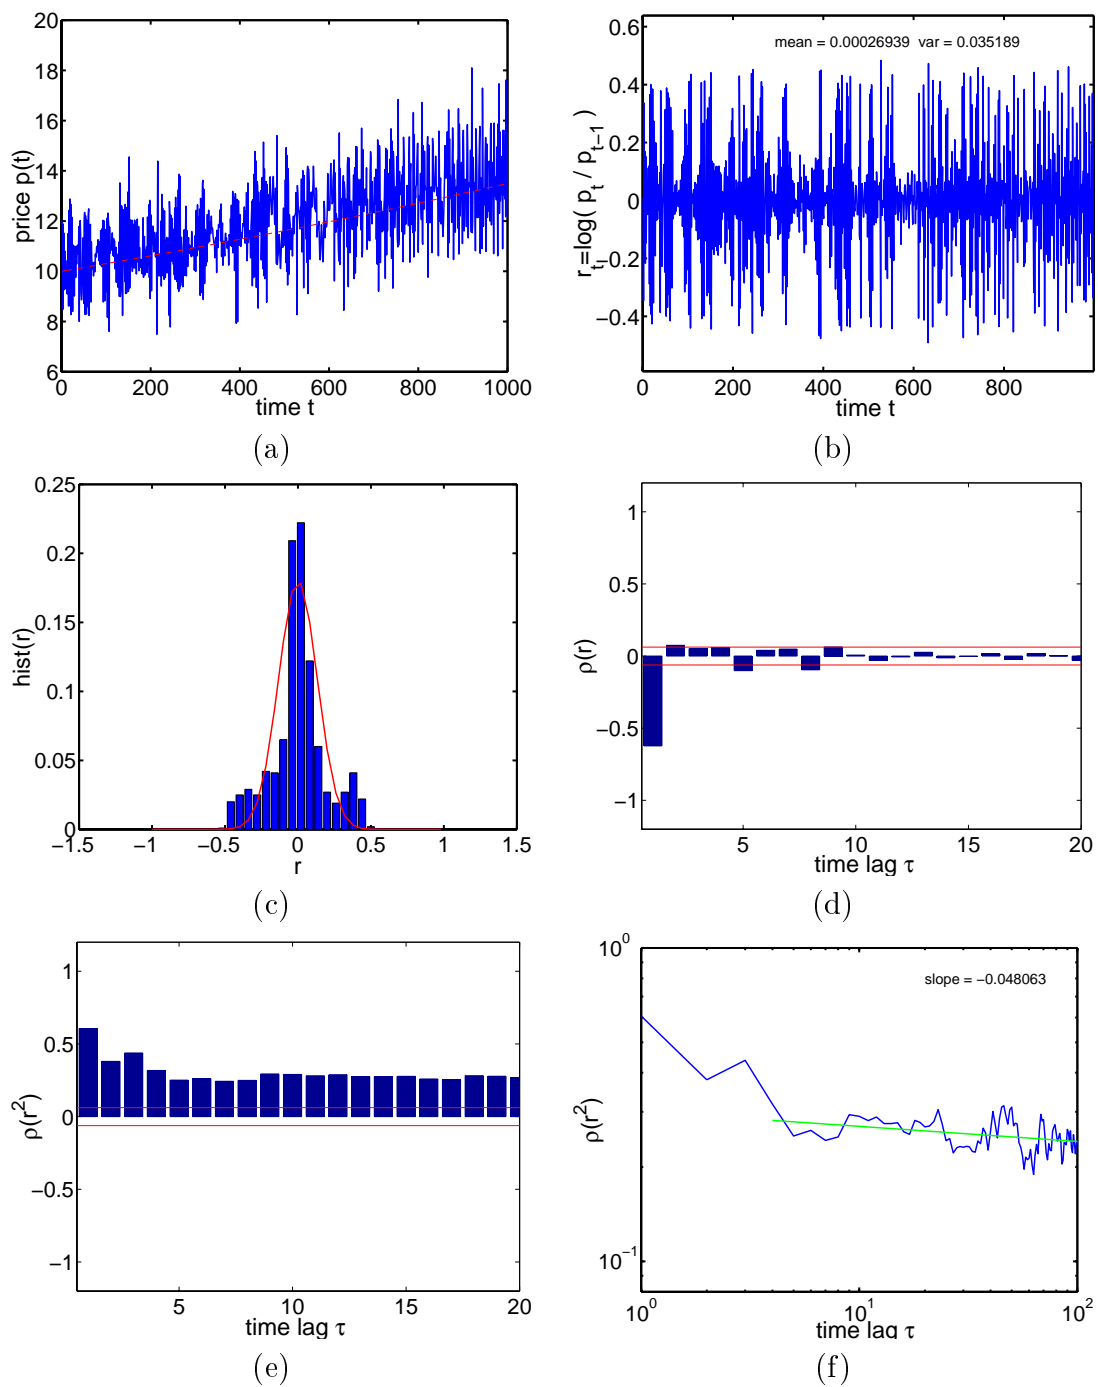 20
18
16
14
12
10
8
6
price p(t)
0 200 400 600 800 1000
time t
(a)
mean = 0.00026939 var = 0.035189
0.6
0.4
0.2
0
−0.2
−0.4
r_t=log( p_t / p_{t−1} )
0 200 400 600 800
time t
(b)
0.25
0.2
0.15
0.1
0.05
0
hist(r)
−1.5 −1 −0.5 0 0.5 1 1.5
r
(c)
1
0.5
0
−0.5
−1
ρ(r)
5 10 15 20
time lag τ
(d)
1
0.5
0
−0.5
−1
ρ(r²)
5 10 15 20
time lag τ
(e)
slope = −0.048063
10⁰
10⁻¹
ρ(r²)
10⁰ 10¹ 10²
time lag τ
(f)